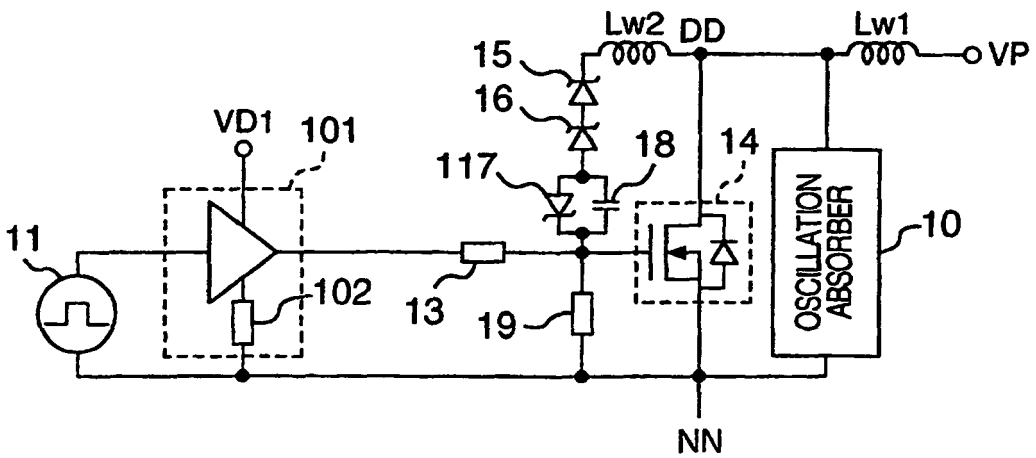 Lw2
DD
Lw1
VP
15
16
VD1
101
117
18
14
11
102
13
19
10
OSCILLATION
ABSORBER
NN